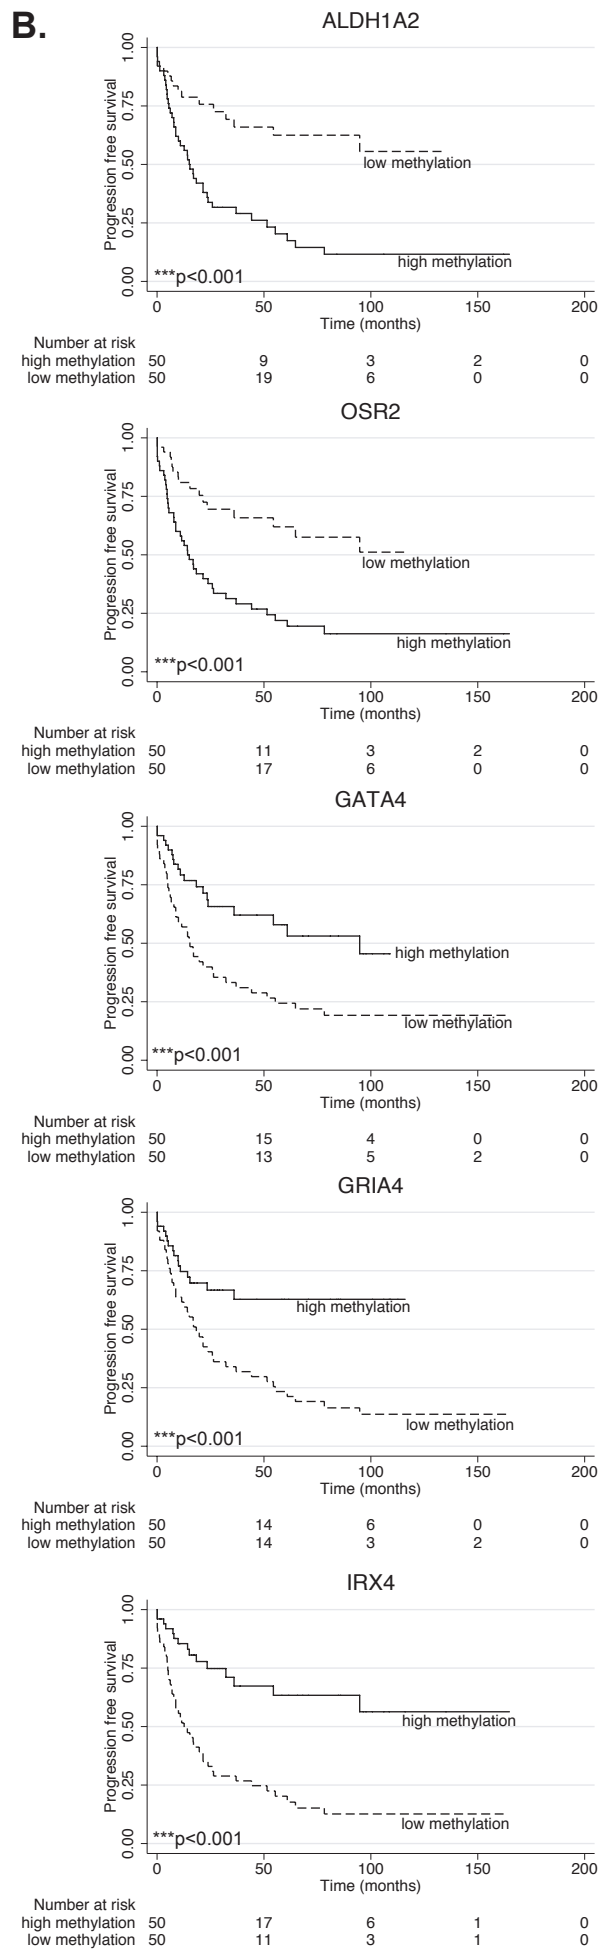 B.
ALDH1A2
Progression free survival
1.00
0.75
0.50
0.25
0.00
low methylation
high methylation
***p<0.001
0 50 100 150 200
Time (months)
Number at risk
high methylation 50 9 3 2 0
low methylation 50 19 6 0 0
OSR2
Progression free survival
1.00
0.75
0.50
0.25
0.00
low methylation
high methylation
***p<0.001
0 50 100 150 200
Time (months)
Number at risk
high methylation 50 11 3 2 0
low methylation 50 17 6 0 0
GATA4
Progression free survival
1.00
0.75
0.50
0.25
0.00
high methylation
low methylation
***p<0.001
0 50 100 150 200
Time (months)
Number at risk
high methylation 50 15 4 0 0
low methylation 50 13 5 2 0
GRIA4
Progression free survival
1.00
0.75
0.50
0.25
0.00
high methylation
low methylation
***p<0.001
0 50 100 150 200
Time (months)
Number at risk
high methylation 50 14 6 0 0
low methylation 50 14 3 2 0
IRX4
Progression free survival
1.00
0.75
0.50
0.25
0.00
high methylation
low methylation
***p<0.001
0 50 100 150 200
Time (months)
Number at risk
high methylation 50 17 6 1 0
low methylation 50 11 3 1 0